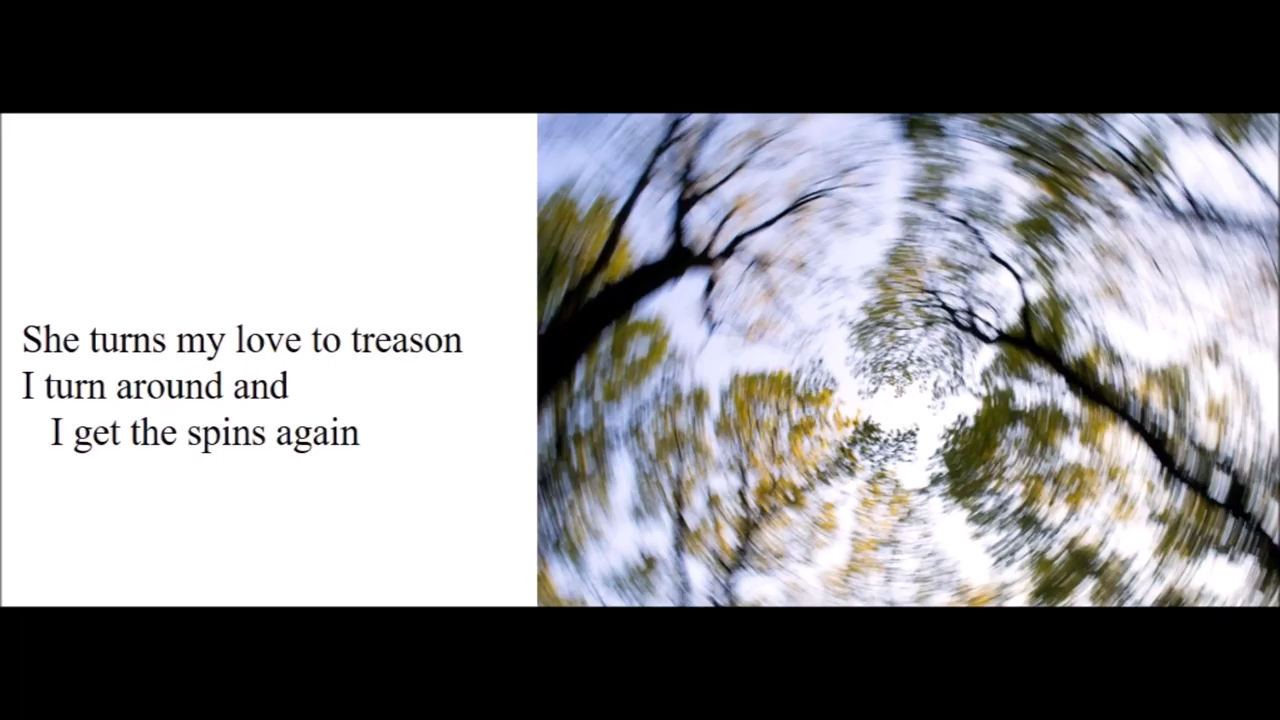 She turns my love to treason
I turn around and
I get the spins again